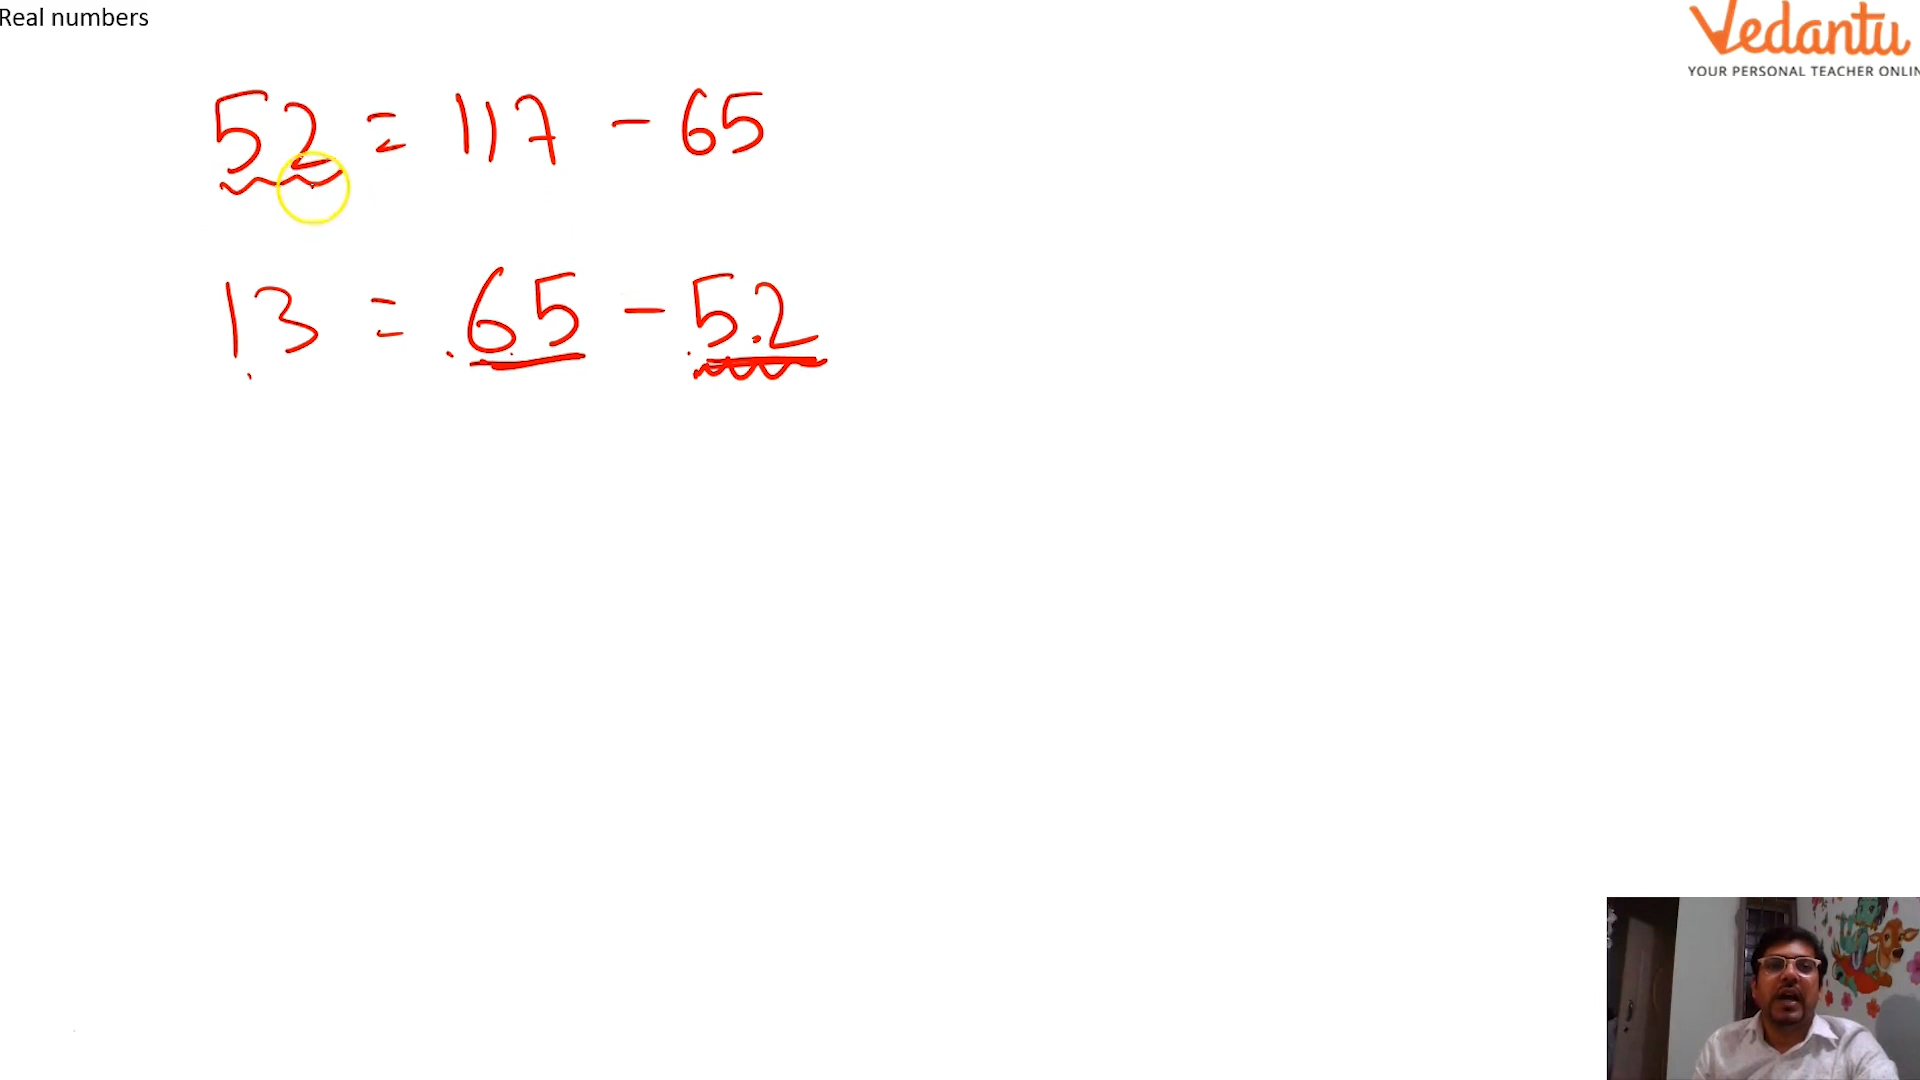 Real numbers
Vedantu
YOUR PERSONAL TEACHER ONLIN
52 = 117 - 65
13 = 65 - 52